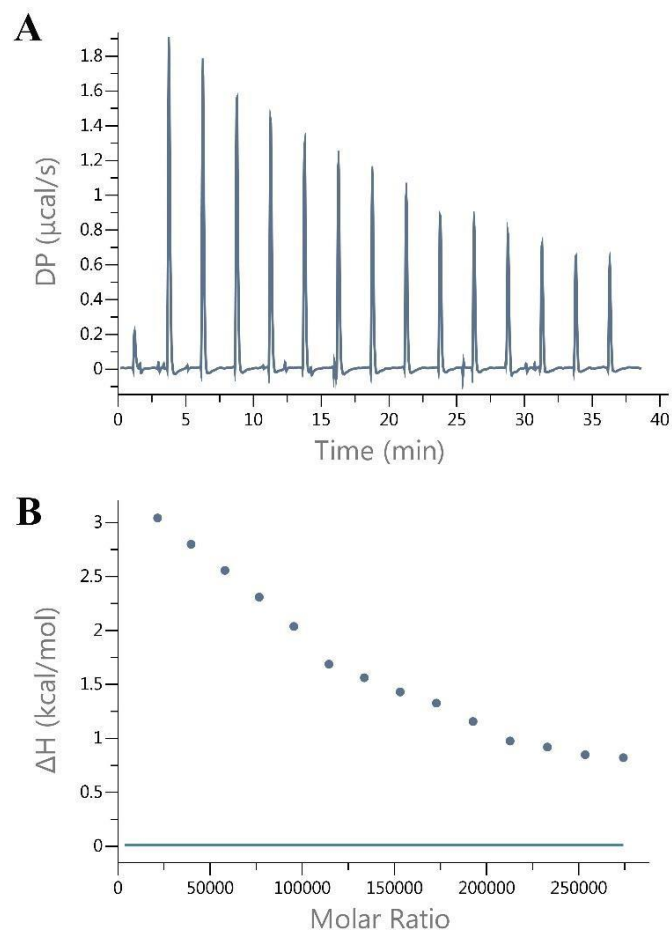 A
DP (µcal/s)
1.8
1.6
1.4
1.2
1
0.8
0.6
0.4
0.2
0
0 5 10 15 20 25 30 35 40
Time (min)
B
ΔH (kcal/mol)
3
2.5
2
1.5
1
0.5
0
0 50000 100000 150000 200000 250000
Molar Ratio